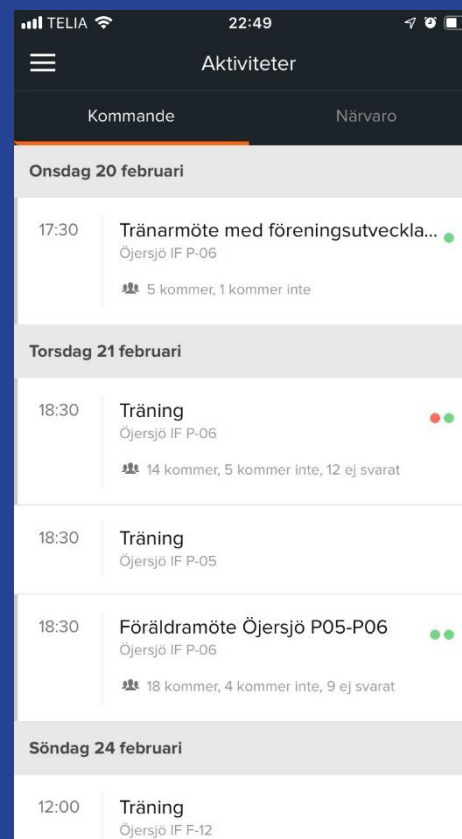 TELIA 22:49
Aktiviteter
Kommande Närvaro
Onsdag 20 februari
17:30 Tränarmöte med föreningsutveckla...
Öjersjö IF P-06
5 kommer, 1 kommer inte
Torsdag 21 februari
18:30 Träning
Öjersjö IF P-06
14 kommer, 5 kommer inte, 12 ej svarat
18:30 Träning
Öjersjö IF P-05
18:30 Föräldramöte Öjersjö P05-P06
Öjersjö IF P-06
18 kommer, 4 kommer inte, 9 ej svarat
Söndag 24 februari
12:00 Träning
Öjersjö IF F-12